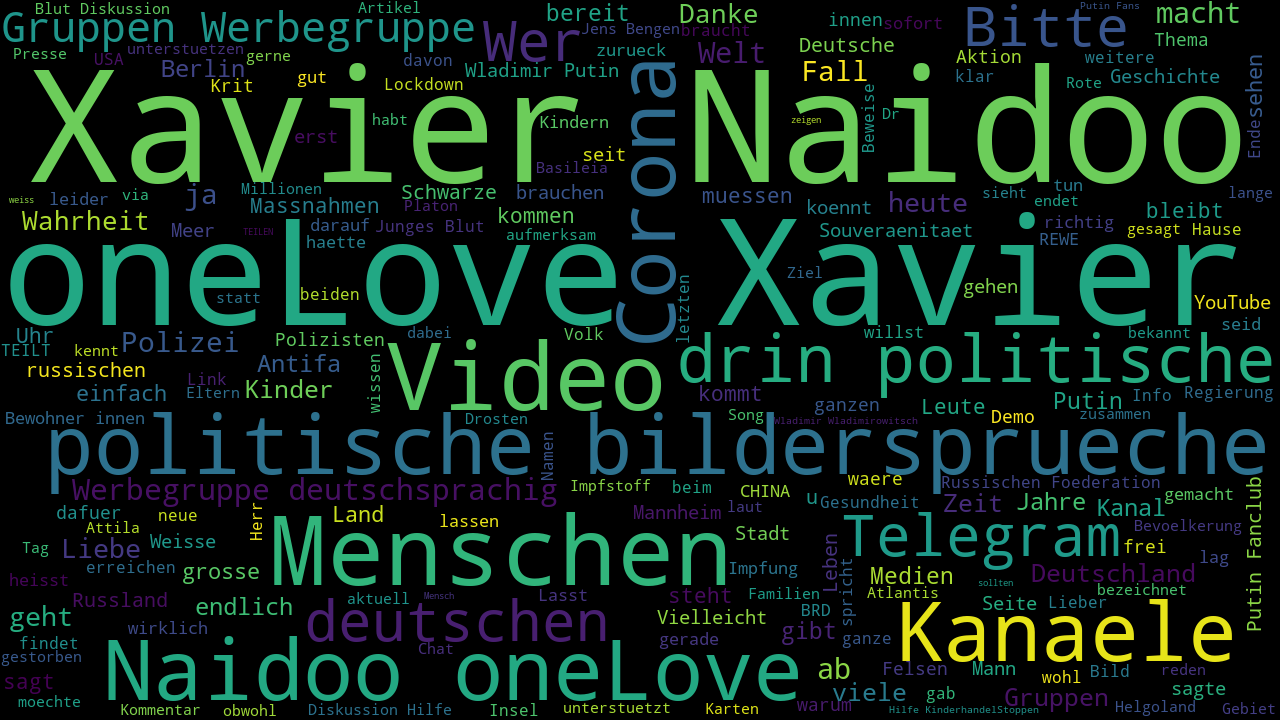 Blut Diskussion
Artikel
Putin Fans
Gruppen Werbegruppe
bereit
Danke
innen
sofort
Bitte
macht
Wer
Jens Bengen
braucht
Presse
USA
unterstuetzen
gerne
davon
zurueck
Welt
Deutsche
Aktion
weitere
Thema
Berlin
Krit
gut
Lockdown
Wladimir Putin
Fall
klar
Rote
Geschichte
sehen
Xavier
Naidoo
Corona
erst
habt
Kindern
seit
Basileia
zeigen
Beweise
Dr
Ende
weiss
leider
via
Millionen
ja
Schwarze
brauchen
muessen
sieht
tun
endet
lange
Massnahmen
Platon
koennt
heute
bleibt
Wahrheit
Meer
TEILEN
darauf
haette
Junges Blut
kommen
aufmerksam
Souveraenitaet
REWE
richtig
gesagt
Hause
oneLove
Xavier
statt
beiden
letzten
Ziel
gehen
YouTube
Uhr
TEILT
kennt
Polizei
Polizisten
dabei
Volk
willst
bekannt
seid
russischen
Antifa
Video
drin politische
einfach
Link
Eltern
Kinder
wissen
kommt
ganzen
Leute
Putin
Info
Regierung
Bewohner innen
Drosten
Song
Wladimir Wladimirowitsch
Demo
zusammen
politische
bildersprueche
Namen
Werbegruppe deutschsprachig
Impfstoff
beim
CHINA
waere
Russischen Foederation
dafuer
neue
Herr
Land
lassen
Mannheim
laut
u
Gesundheit
Zeit
Jahre
Kanal
gemacht
Attila
Menschen
Stadt
Telegram
Bevoelkerung
Putin Fanclub
Tag
Liebe
Weisse
erreichen
grosse
Impfung
Leben
frei
lag
heisst
Medien
sollten
Deutschland
Russland
endlich
aktuell
Mensch
Lasst
steht
Familien
BRD
spricht
Atlantis
Seite
Lieber
bezeichnet
geht
wirklich
deutschen
Vielleicht
gerade
gibt
ganze
Kanaele
findet
gestorben
Chat
Naidoo oneLove
sagt
moechte
ab
viele
Felsen
Mann
wohl
Bild
reden
gab
Gruppen
sagte
Kommentar
obwohl
Diskussion
Hilfe
Insel
unterstuetzt
Karten
warum
Hilfe KinderhandelStoppen
Helgoland
Gebiet